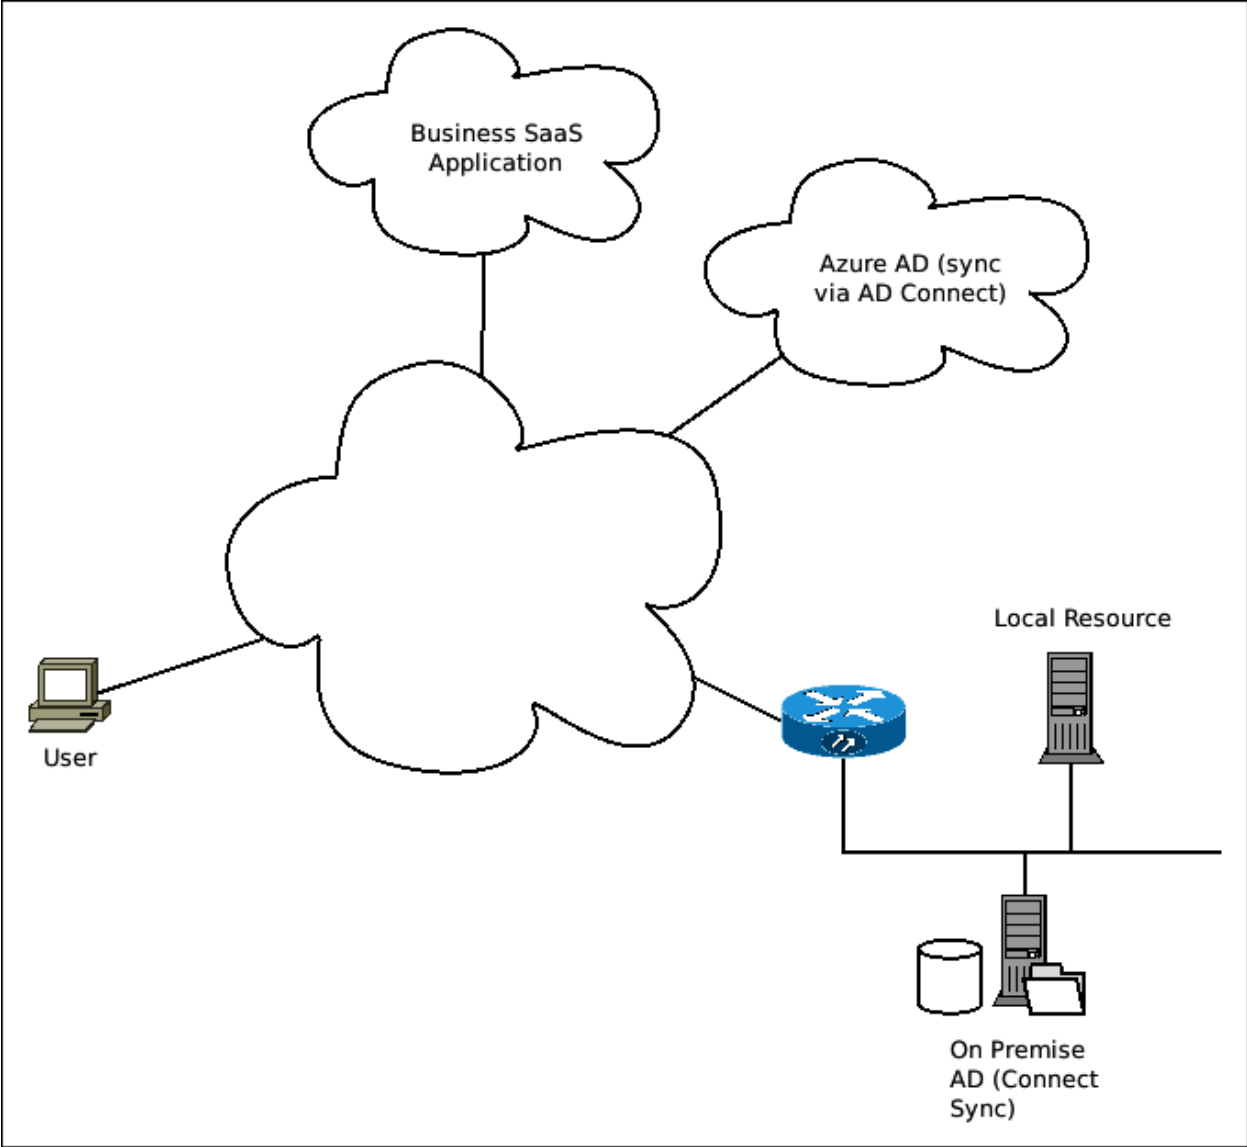 Business SaaS
Application
Azure AD (sync
via AD Connect)
Local Resource
User
On Premise
AD (Connect
Sync)